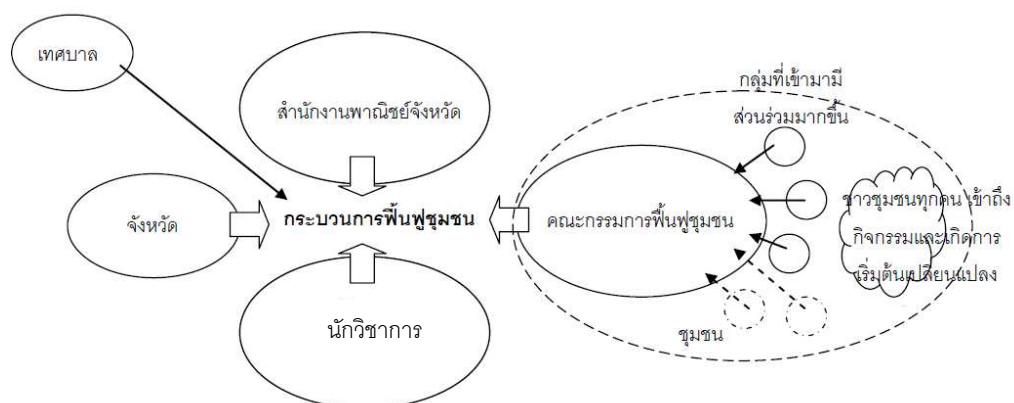 เทศบาล
สำนักงานพาณิชย์จังหวัด
กลุ่มที่เข้ามามี
ส่วนร่วมมากขึ้น
จังหวัด
กระบวนการฟื้นฟูชุมชน
คณะกรรมการฟื้นฟูชุมชน
ชาวชุมชนทุกคน เข้าถึง
กิจกรรมและเกิดการ
เริ่มต้นเปลี่ยนแปลง
นักวิชาการ
ชุมชน